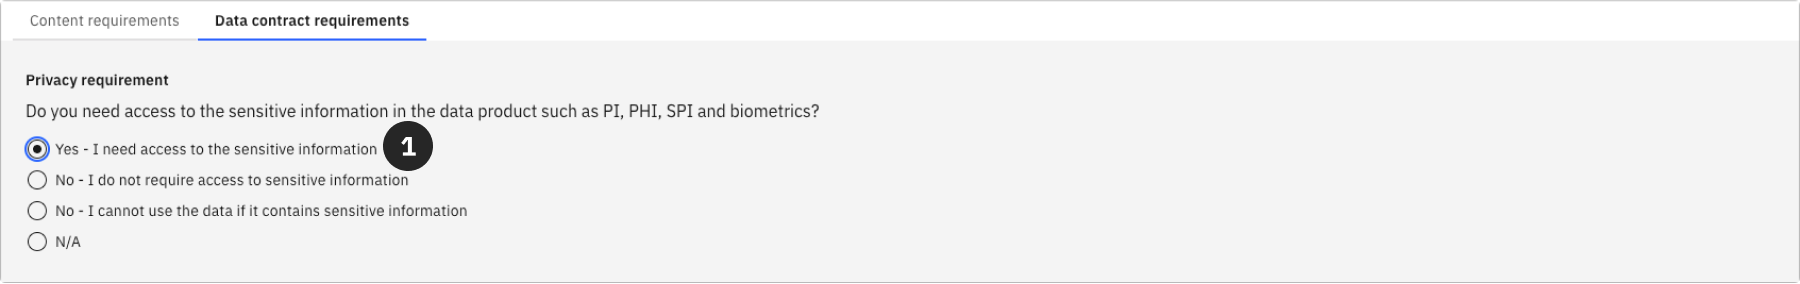 Content requirements
Data contract requirements
Privacy requirement
Do you need access to the sensitive information in the data product such as PI, PHI, SPI and biometrics?
Yes - I need access to the sensitive information
1
No - I do not require access to sensitive information
No - I cannot use the data if it contains sensitive information
N/A